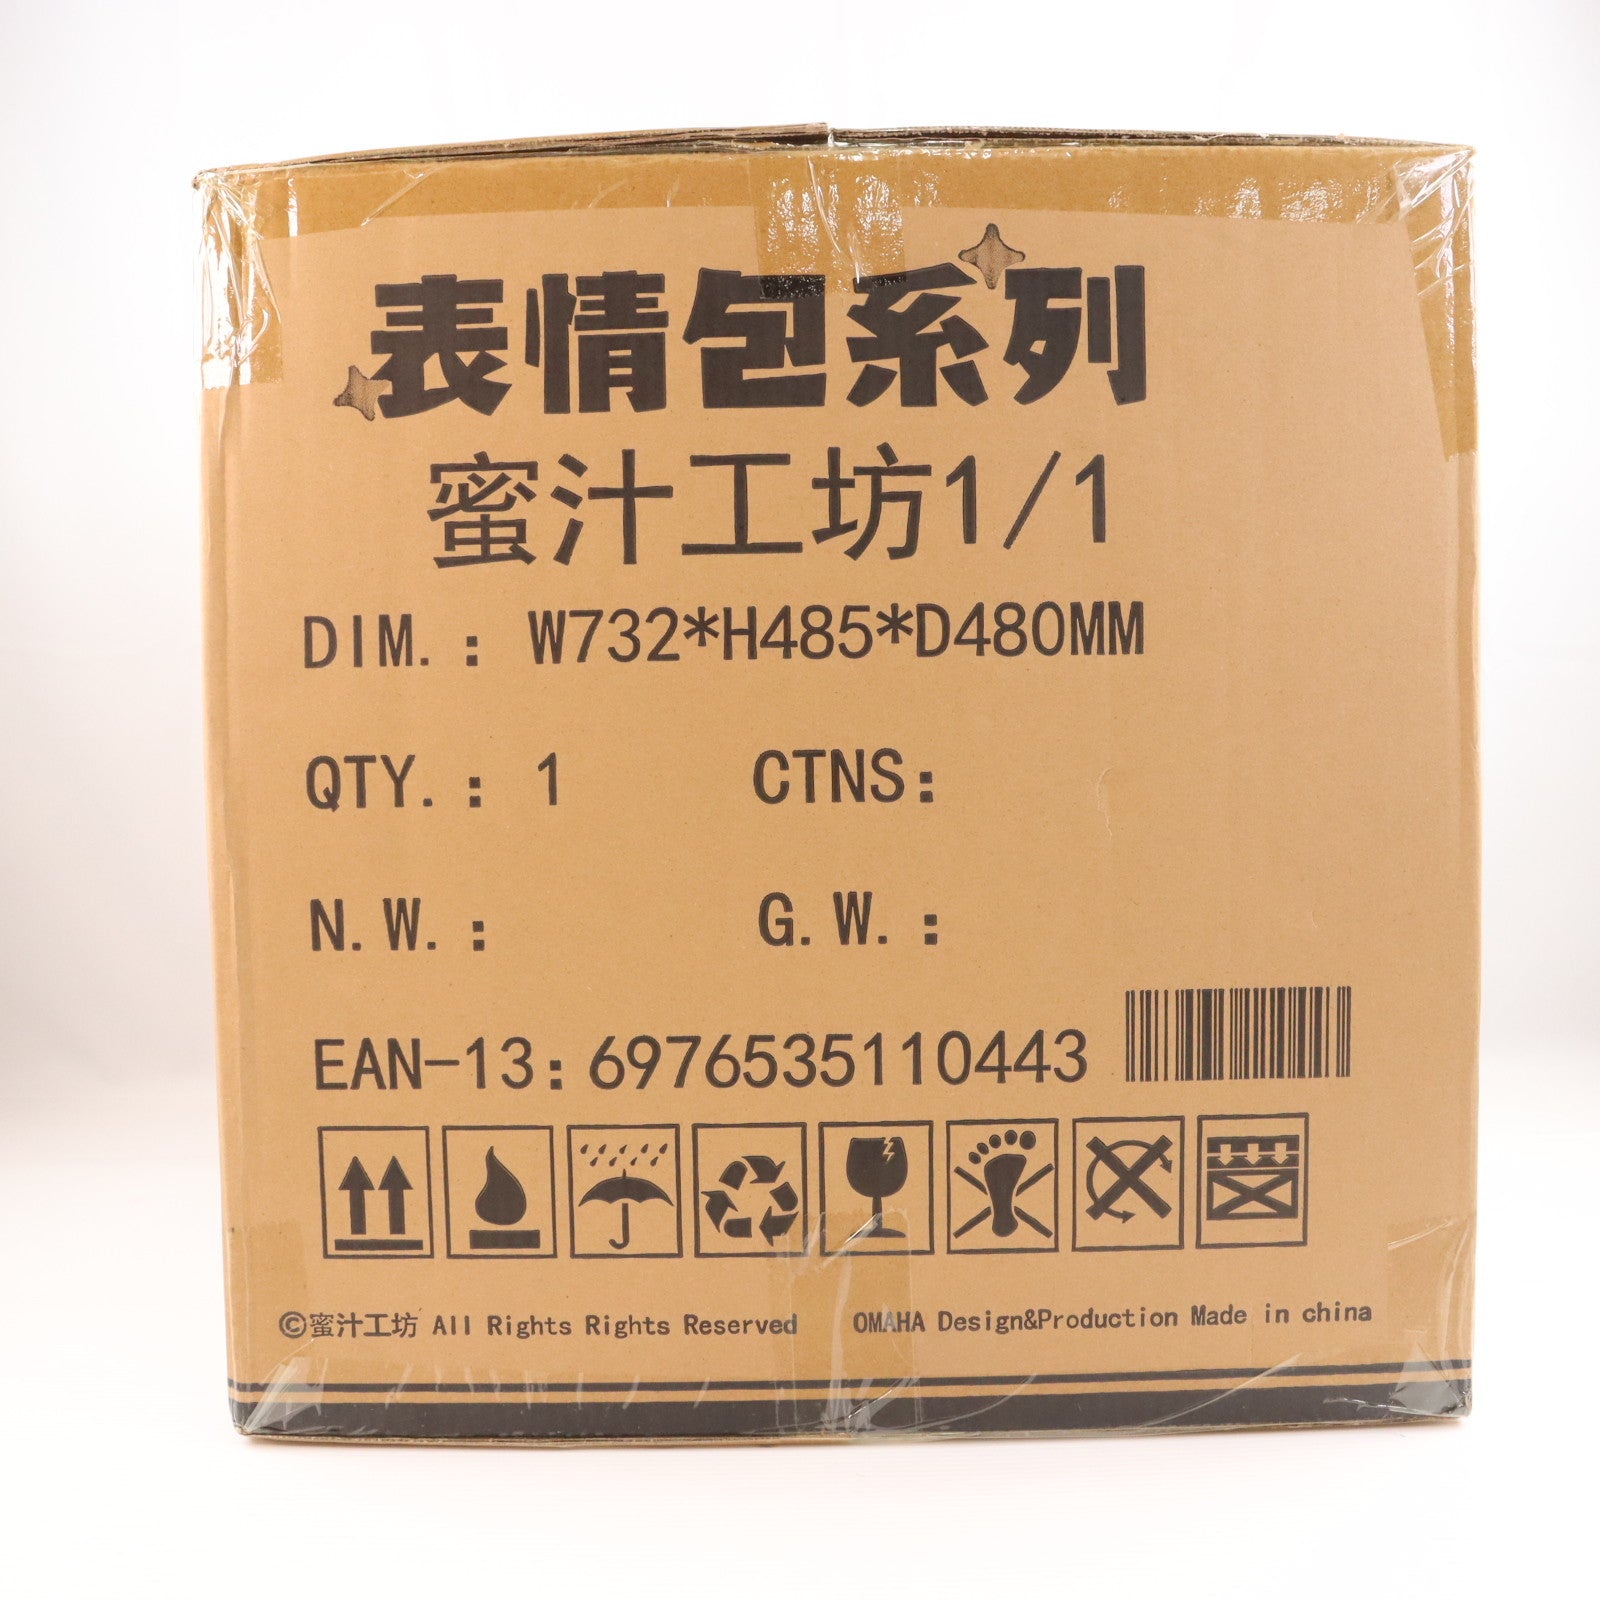 表情包系列
蜜汁工坊1/1
DIM.: W732*H485*D480MM
QTY.: 1 CTNS:
N.W.: G.W.:
EAN-13: 6976535110443
©蜜汁工坊 All Rights Rights Reserved OMAHA Design&Production Made in china